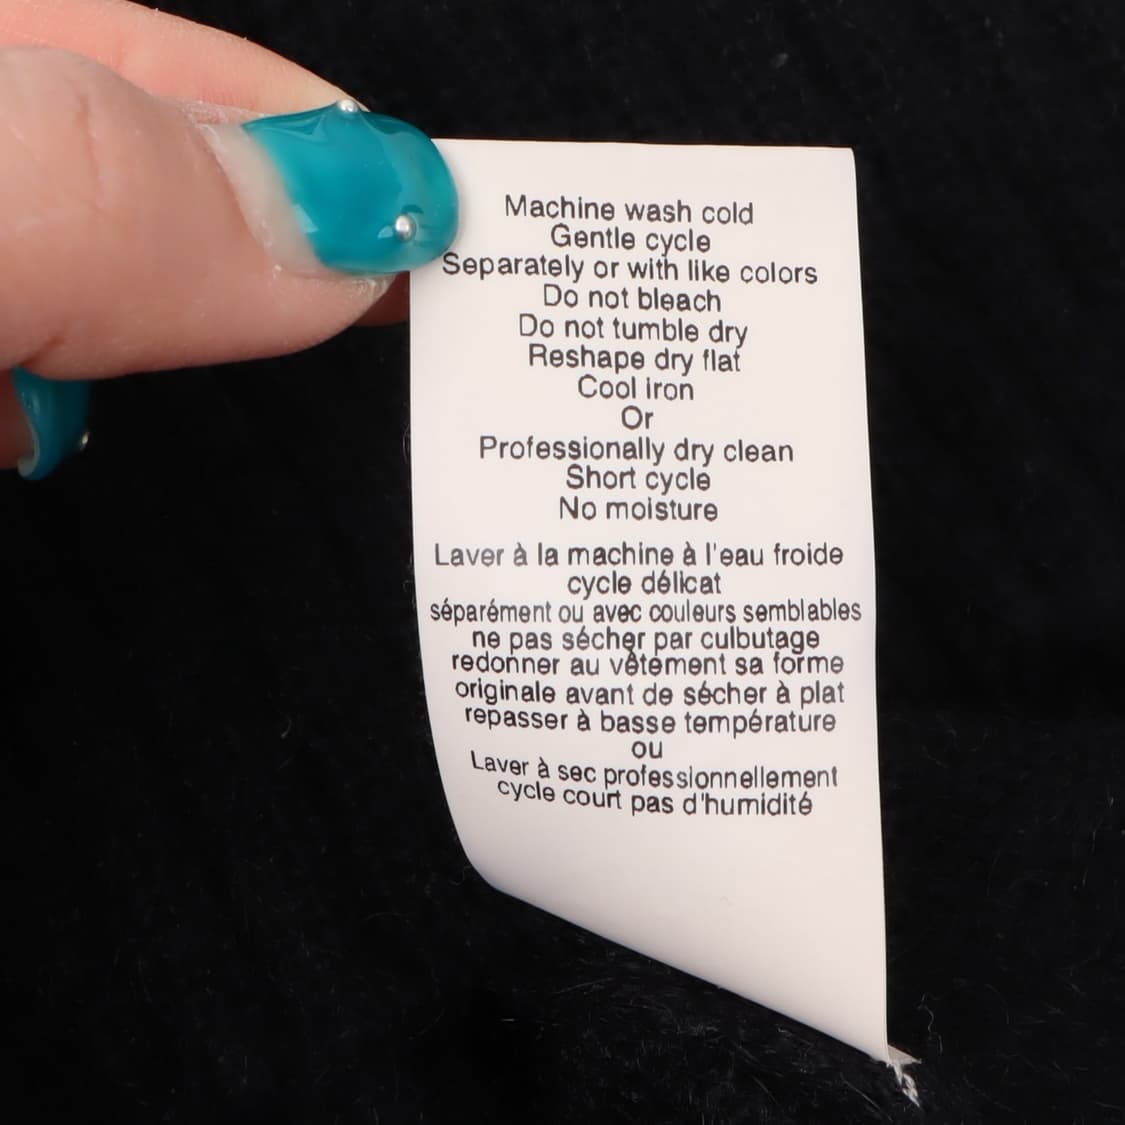 Machine wash cold
Gentle cycle
Separately or with like colors
Do not bleach
Do not tumble dry
Reshape dry flat
Cool iron
Or
Professionally dry clean
Short cycle
No moisture
Laver à la machine à l'eau froide
cycle délicat
séparément ou avec couleurs semblables
ne pas sécher par culbutage
redonner au vêtement sa forme
originale avant de sécher à plat
repasser à basse température
ou
Laver à sec professionnellement
cycle court pas d'humidité